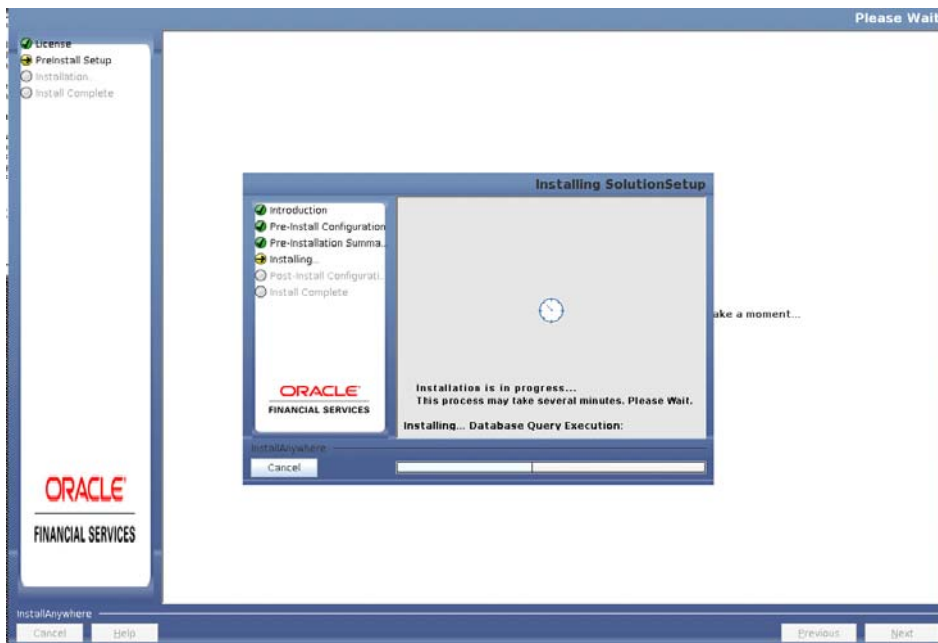 Please Wait
License
Preinstall Setup
Installation..
Install Complete
Installing SolutionSetup
Introduction
Pre-Install Configuration
Pre-Installation Summa..
Installing..
Post-Install Configurati..
Install Complete
ake a moment...
ORACLE
FINANCIAL SERVICES
Installation is in progress...
This process may take several minutes. Please Wait.
Installing... Database Query Execution:
InstallAnywhere
Cancel
ORACLE
FINANCIAL SERVICES
InstallAnywhere
Cancel
Help
Previous
Next